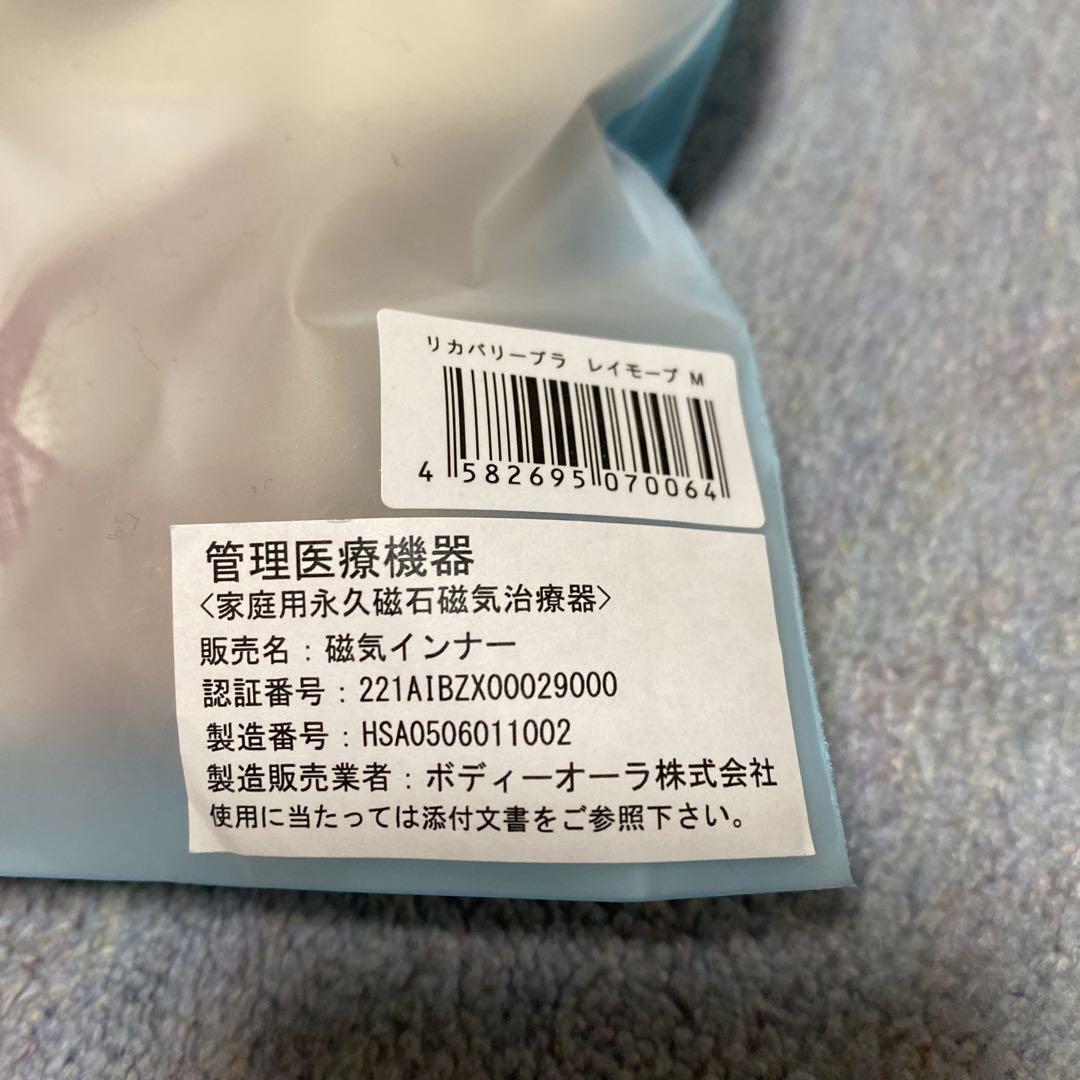 リカバリーブラ レイモーブ M
4 582695 070064
管理医療機器
<家庭用永久磁石磁気治療器>
販売名：磁気インナー
認証番号：221AIBZX00029000
製造番号：HSA0506011002
製造販売業者：ボディーオーラ株式会社
使用に当たっては添付文書をご参照下さい。